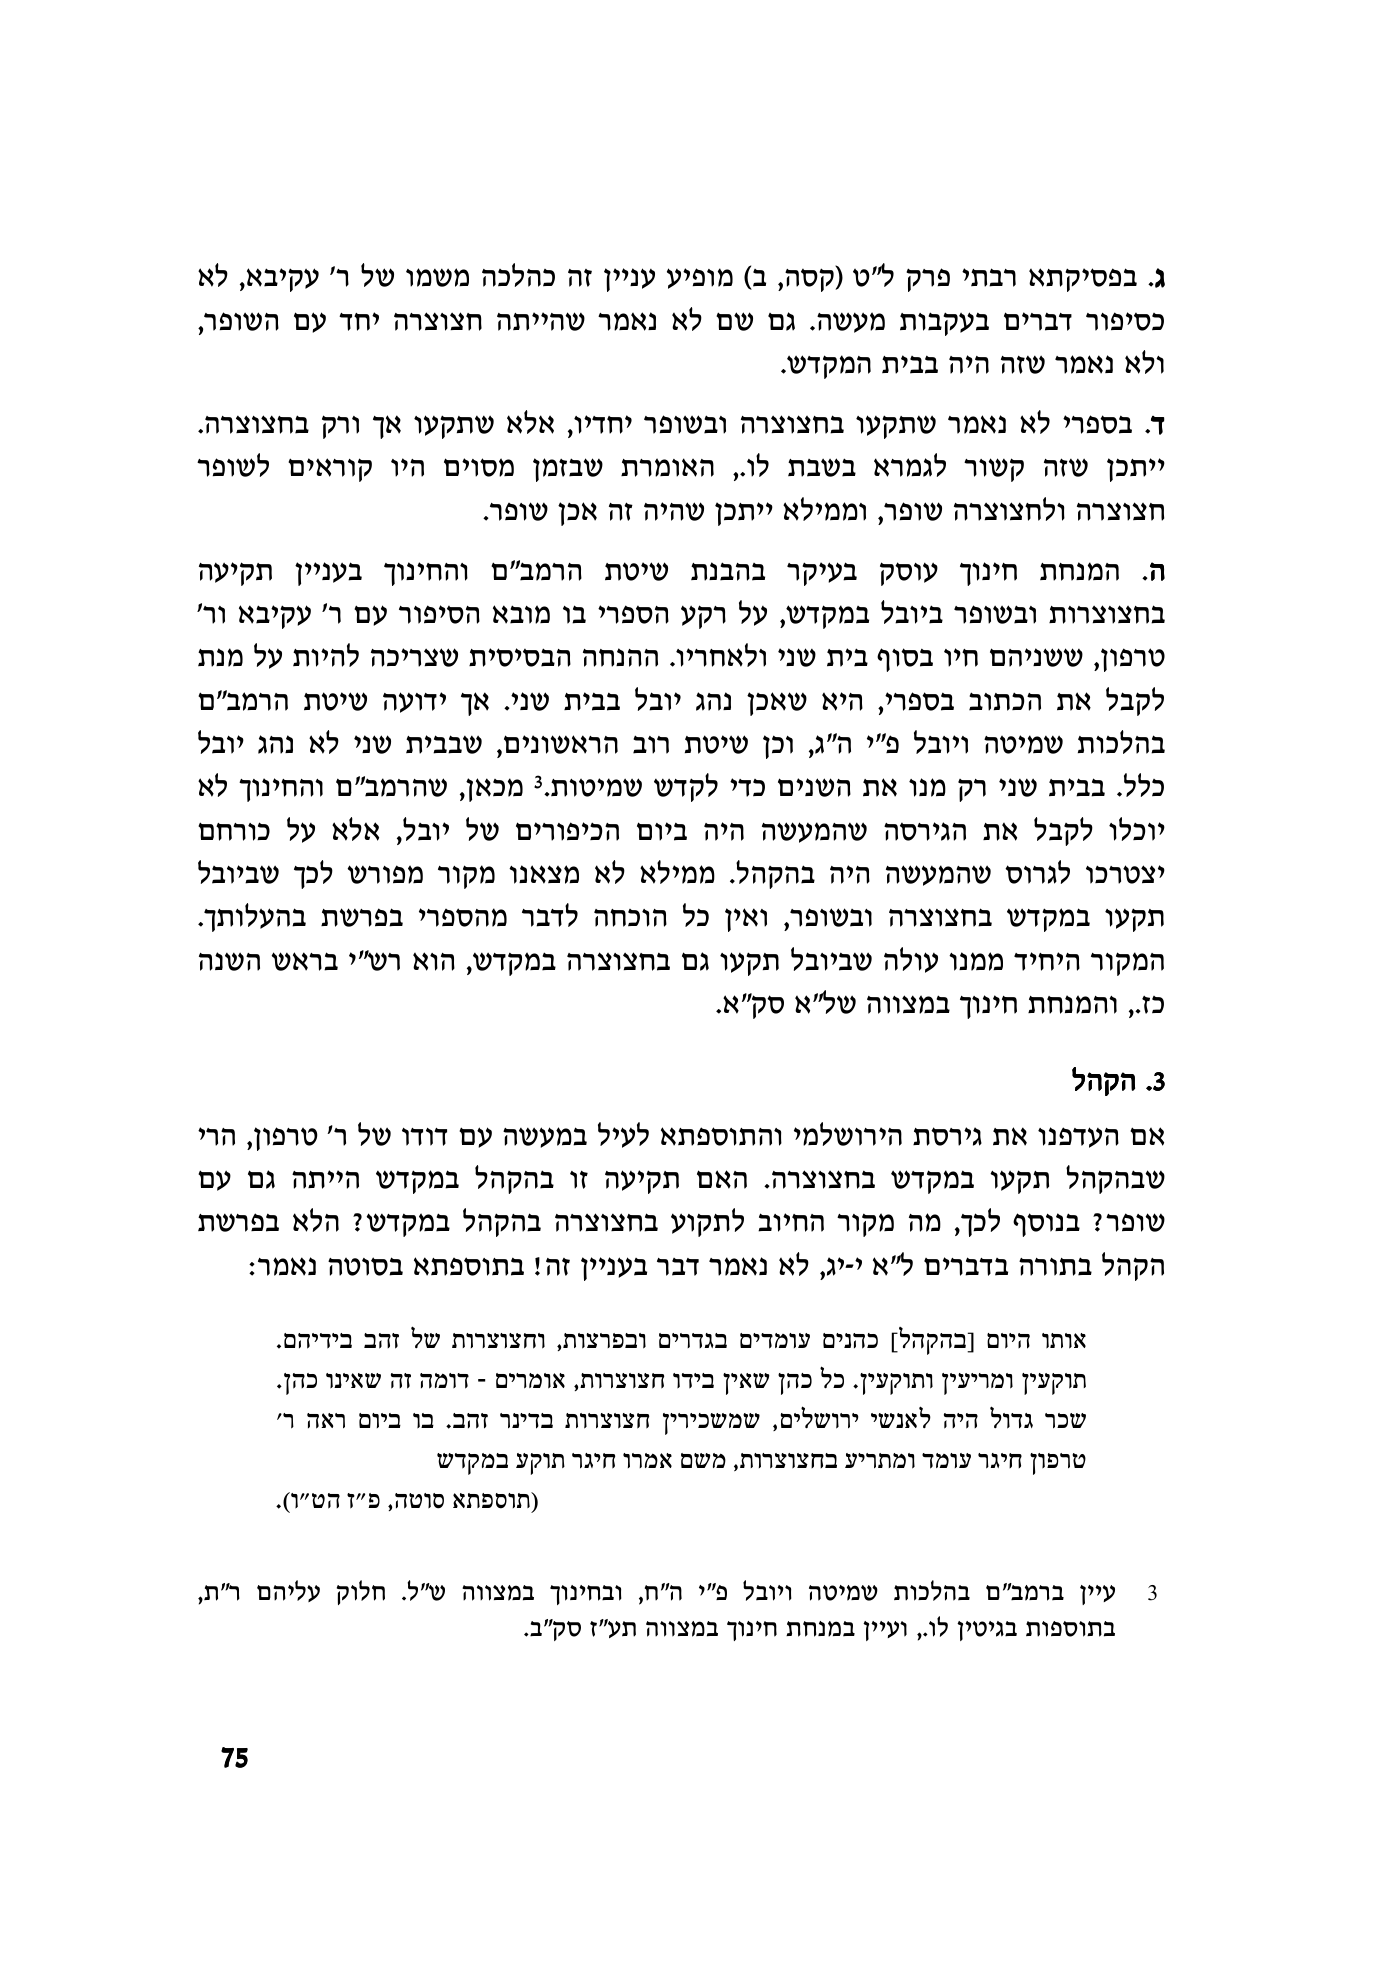 ג. בפסיקתא רבתי פרק ל"ט (קסה, ב) מופיע עניין זה כהלכה משמו של ר' עקיבא, לא
כסיפור דברים בעקבות מעשה. גם שם לא נאמר שהייתה חצוצרה יחד עם השופר,
ולא נאמר שזה היה בבית המקדש.
ד. בספרי לא נאמר שתקעו בחצוצרה ובשופר יחדיו, אלא שתקעו אך ורק בחצוצרה.
ייתכן שזה קשור לגמרא בשבת לו., האומרת שבזמן מסוים היו קוראים לשופר
חצוצרה ולחצוצרה שופר, וממילא ייתכן שהיה זה אכן שופר.
ה. המנחת חינוך עוסק בעיקר בהבנת שיטת הרמב"ם והחינוך בעניין תקיעה
בחצוצרות ובשופר ביובל במקדש, על רקע הספרי בו מובא הסיפור עם ר' עקיבא ור'
טרפון, ששניהם חיו בסוף בית שני ולאחריו. ההנחה הבסיסית שצריכה להיות על מנת
לקבל את הכתוב בספרי, היא שאכן נהג יובל בבית שני. אך ידועה שיטת הרמב"ם
בהלכות שמיטה ויובל פ"י ה"ג, וכן שיטת רוב הראשונים, שבבית שני לא נהג יובל
כלל. בבית שני רק מנו את השנים כדי לקדש שמיטות.3 מכאן, שהרמב"ם והחינוך לא
יוכלו לקבל את הגירסה שהמעשה היה ביום הכיפורים של יובל, אלא על כורחם
יצטרכו לגרוס שהמעשה היה בהקהל. ממילא לא מצאנו מקור מפורש לכך שביובל
תקעו במקדש בחצוצרה ובשופר, ואין כל הוכחה לדבר מהספרי בפרשת בהעלותך.
המקור היחיד ממנו עולה שביובל תקעו גם בחצוצרה במקדש, הוא רש"י בראש השנה
כז., והמנחת חינוך במצווה של"א סק"א.
3. הקהל
אם העדפנו את גירסת הירושלמי והתוספתא לעיל במעשה עם דודו של ר' טרפון, הרי
שבהקהל תקעו במקדש בחצוצרה. האם תקיעה זו בהקהל במקדש הייתה גם עם
שופר? בנוסף לכך, מה מקור החיוב לתקוע בחצוצרה בהקהל במקדש? הלא בפרשת
הקהל בתורה בדברים ל"א י-יג, לא נאמר דבר בעניין זה! בתוספתא בסוטה נאמר:
אותו היום [בהקהל] כהנים עומדים בגדרים ובפרצות, וחצוצרות של זהב בידיהם.
תוקעין ומריעין ותוקעין. כל כהן שאין בידו חצוצרות, אומרים - דומה זה שאינו כהן.
שכר גדול היה לאנשי ירושלים, שמשכירין חצוצרות בדינר זהב. בו ביום ראה ר'
טרפון חיגר עומד ומתריע בחצוצרות, משם אמרו חיגר תוקע במקדש
(תוספתא סוטה, פ"ז הט"ו).
3 עיין ברמב"ם בהלכות שמיטה ויובל פ"י ה"ח, ובחינוך במצווה ש"ל. חלוק עליהם ר"ת,
בתוספות בגיטין לו., ועיין במנחת חינוך במצווה תע"ז סק"ב.
75